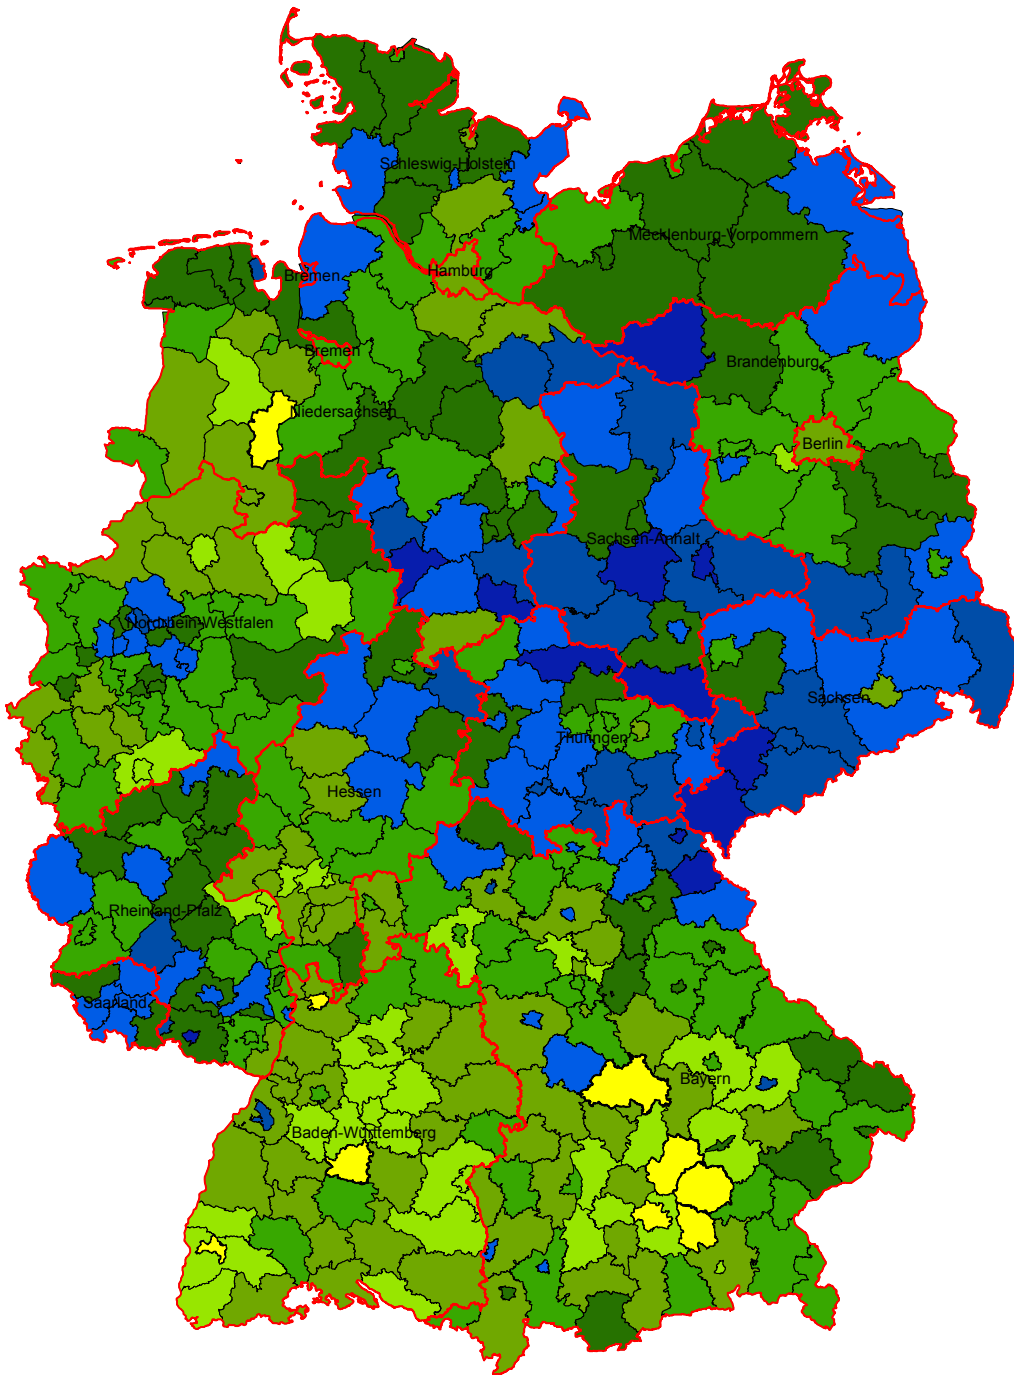 Schleswig-Holstein
Mecklenburg-Vorpommern
Hamburg
Bremen
Bremen
Brandenburg
Niedersachsen
Berlin
Sachsen-Anhalt
Nordrhein-Westfalen
Sachsen
Thüringen
Hessen
Rheinland-Pfalz
Saarland
Bayern
Baden-Württemberg